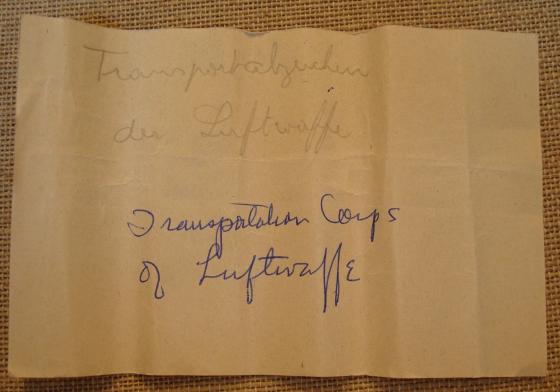 Transportabzeichen
der Luftwaffe
Transportation Corps
of Luftwaffe